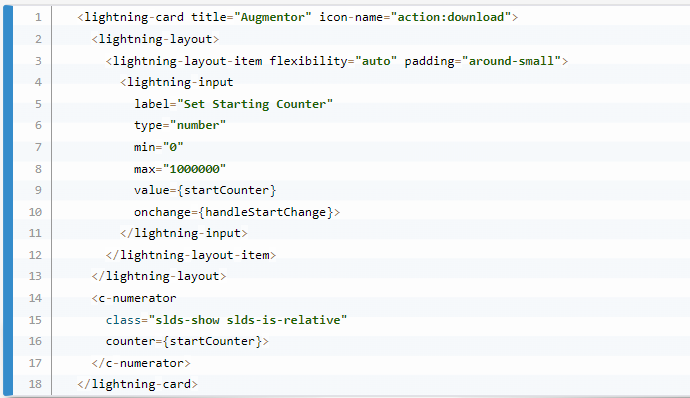 1 <lightning-card title="Augmentor" icon-name="action:download">
2 <lightning-layout>
3 <lightning-layout-item flexibility="auto" padding="around-small">
4 <lightning-input
5 label="Set Starting Counter"
6 type="number"
7 min="0"
8 max="1000000"
9 value={startCounter}
10 onchange={handleStartChange}>
11 </lightning-input>
12 </lightning-layout-item>
13 </lightning-layout>
14 <c-numerator
15 class="slds-show slds-is-relative"
16 counter={startCounter}>
17 </c-numerator>
18 </lightning-card>